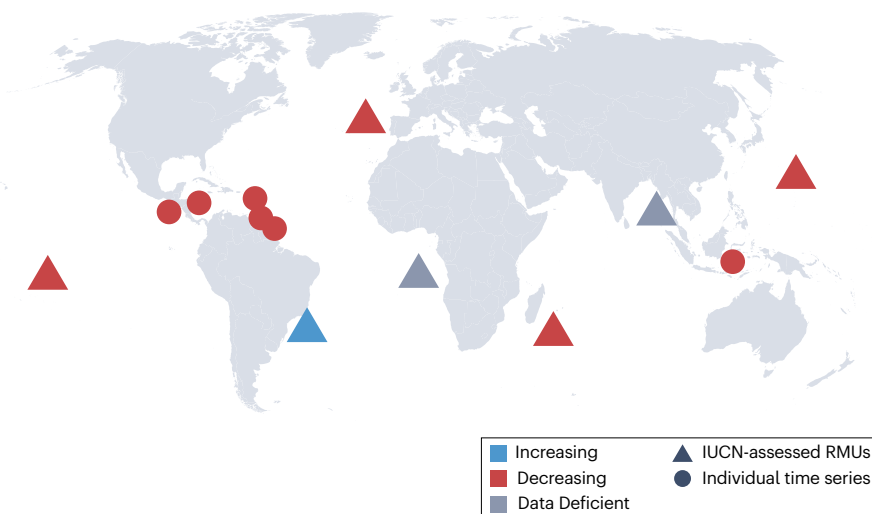 Increasing
Decreasing
Data Deficient
IUCN-assessed RMUs
Individual time series